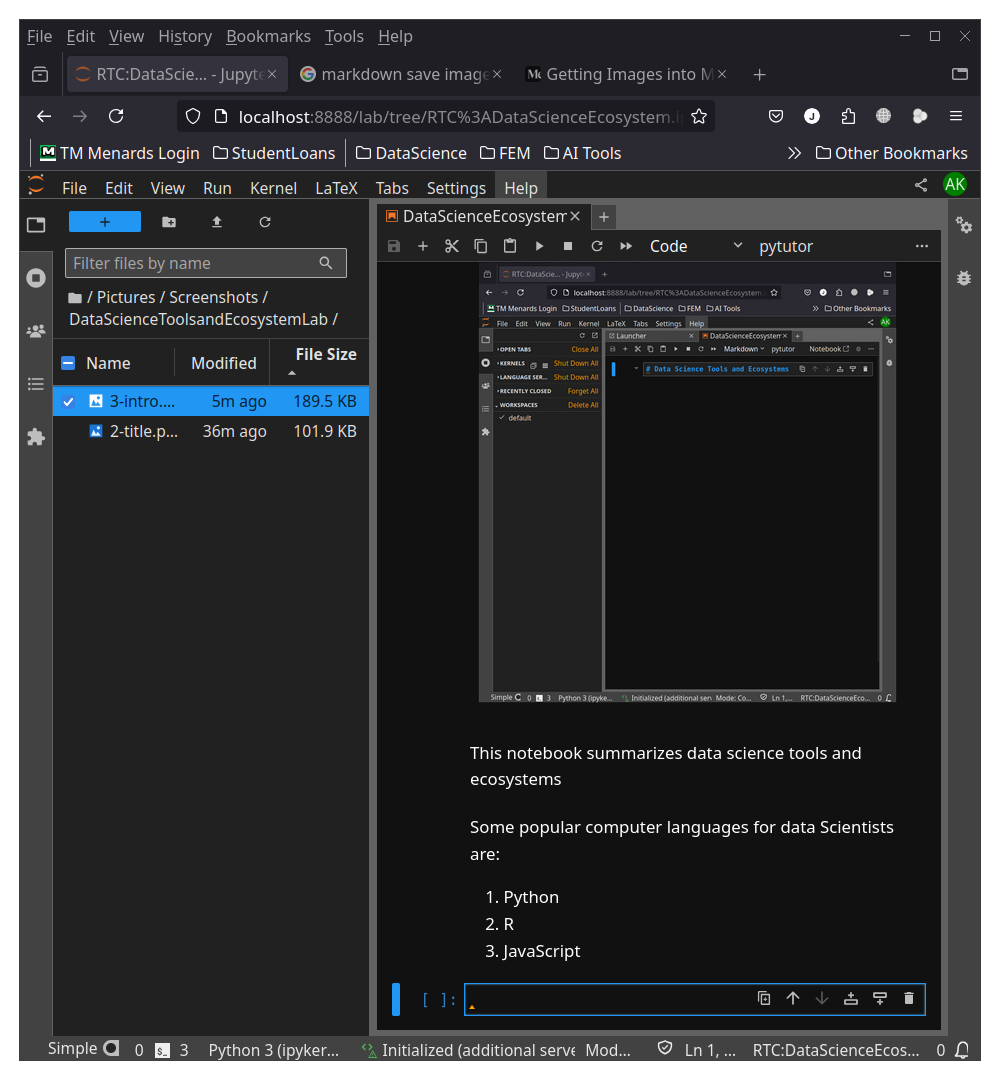 File Edit View History Bookmarks Tools Help
RTC:DataScie... - Jupyte
markdown save image
Getting Images into M
localhost:8888/lab/tree/RTC%3ADataScienceEcosystem.i
TM Menards Login StudentLoans DataScience FEM AI Tools Other Bookmarks
File Edit View Run Kernel LaTeX Tabs Settings Help AK
DataScienceEcosystem
Code pytutor
Filter files by name
/ Pictures / Screenshots /
DataScienceToolsandEcosystemLab /
Name Modified File Size
3-intro.... 5m ago 189.5 KB
2-title.p... 36m ago 101.9 KB
RTC:DataScie... - Jupyte
localhost:8888/lab/tree/RTC%3ADataScienceEcosystem.
TM Menards Login StudentLoans DataScience FEM AI Tools Other Bookmarks
File Edit View Run Kernel LaTeX Tabs Settings Help AK
Launcher DataScienceEcosystem
Markdown pytutor Notebook
OPEN TABS Close All
KERNELS Shut Down All
LANGUAGE SER... Shut Down All
RECENTLY CLOSED Forget All
WORKSPACES Delete All
default
# Data Science Tools and Ecosystems
Simple 0 3 Python 3 (ipyke... Initialized (additional serv Mode: Co... Ln 1,... RTC:DataScienceEco... 0
This notebook summarizes data science tools and
ecosystems
Some popular computer languages for data Scientists
are:
1. Python
2. R
3. JavaScript
[ ]:
Simple 0 3 Python 3 (ipyker... Initialized (additional serve Mod... Ln 1, ... RTC:DataScienceEcos... 0